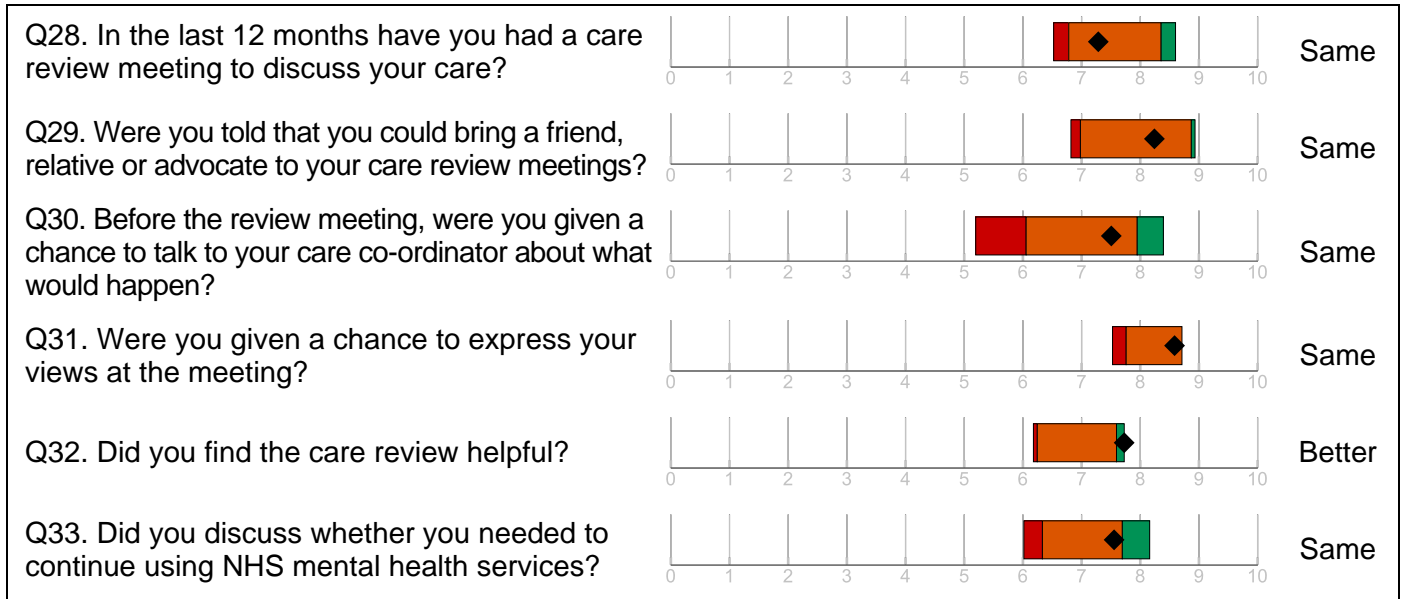 Q28. In the last 12 months have you had a care
review meeting to discuss your care?
0 1 2 3 4 5 6 7 8 9 10
Same
Q29. Were you told that you could bring a friend,
relative or advocate to your care review meetings?
0 1 2 3 4 5 6 7 8 9 10
Same
Q30. Before the review meeting, were you given a
chance to talk to your care co-ordinator about what
would happen?
0 1 2 3 4 5 6 7 8 9 10
Same
Q31. Were you given a chance to express your
views at the meeting?
0 1 2 3 4 5 6 7 8 9 10
Same
Q32. Did you find the care review helpful?
0 1 2 3 4 5 6 7 8 9 10
Better
Q33. Did you discuss whether you needed to
continue using NHS mental health services?
0 1 2 3 4 5 6 7 8 9 10
Same